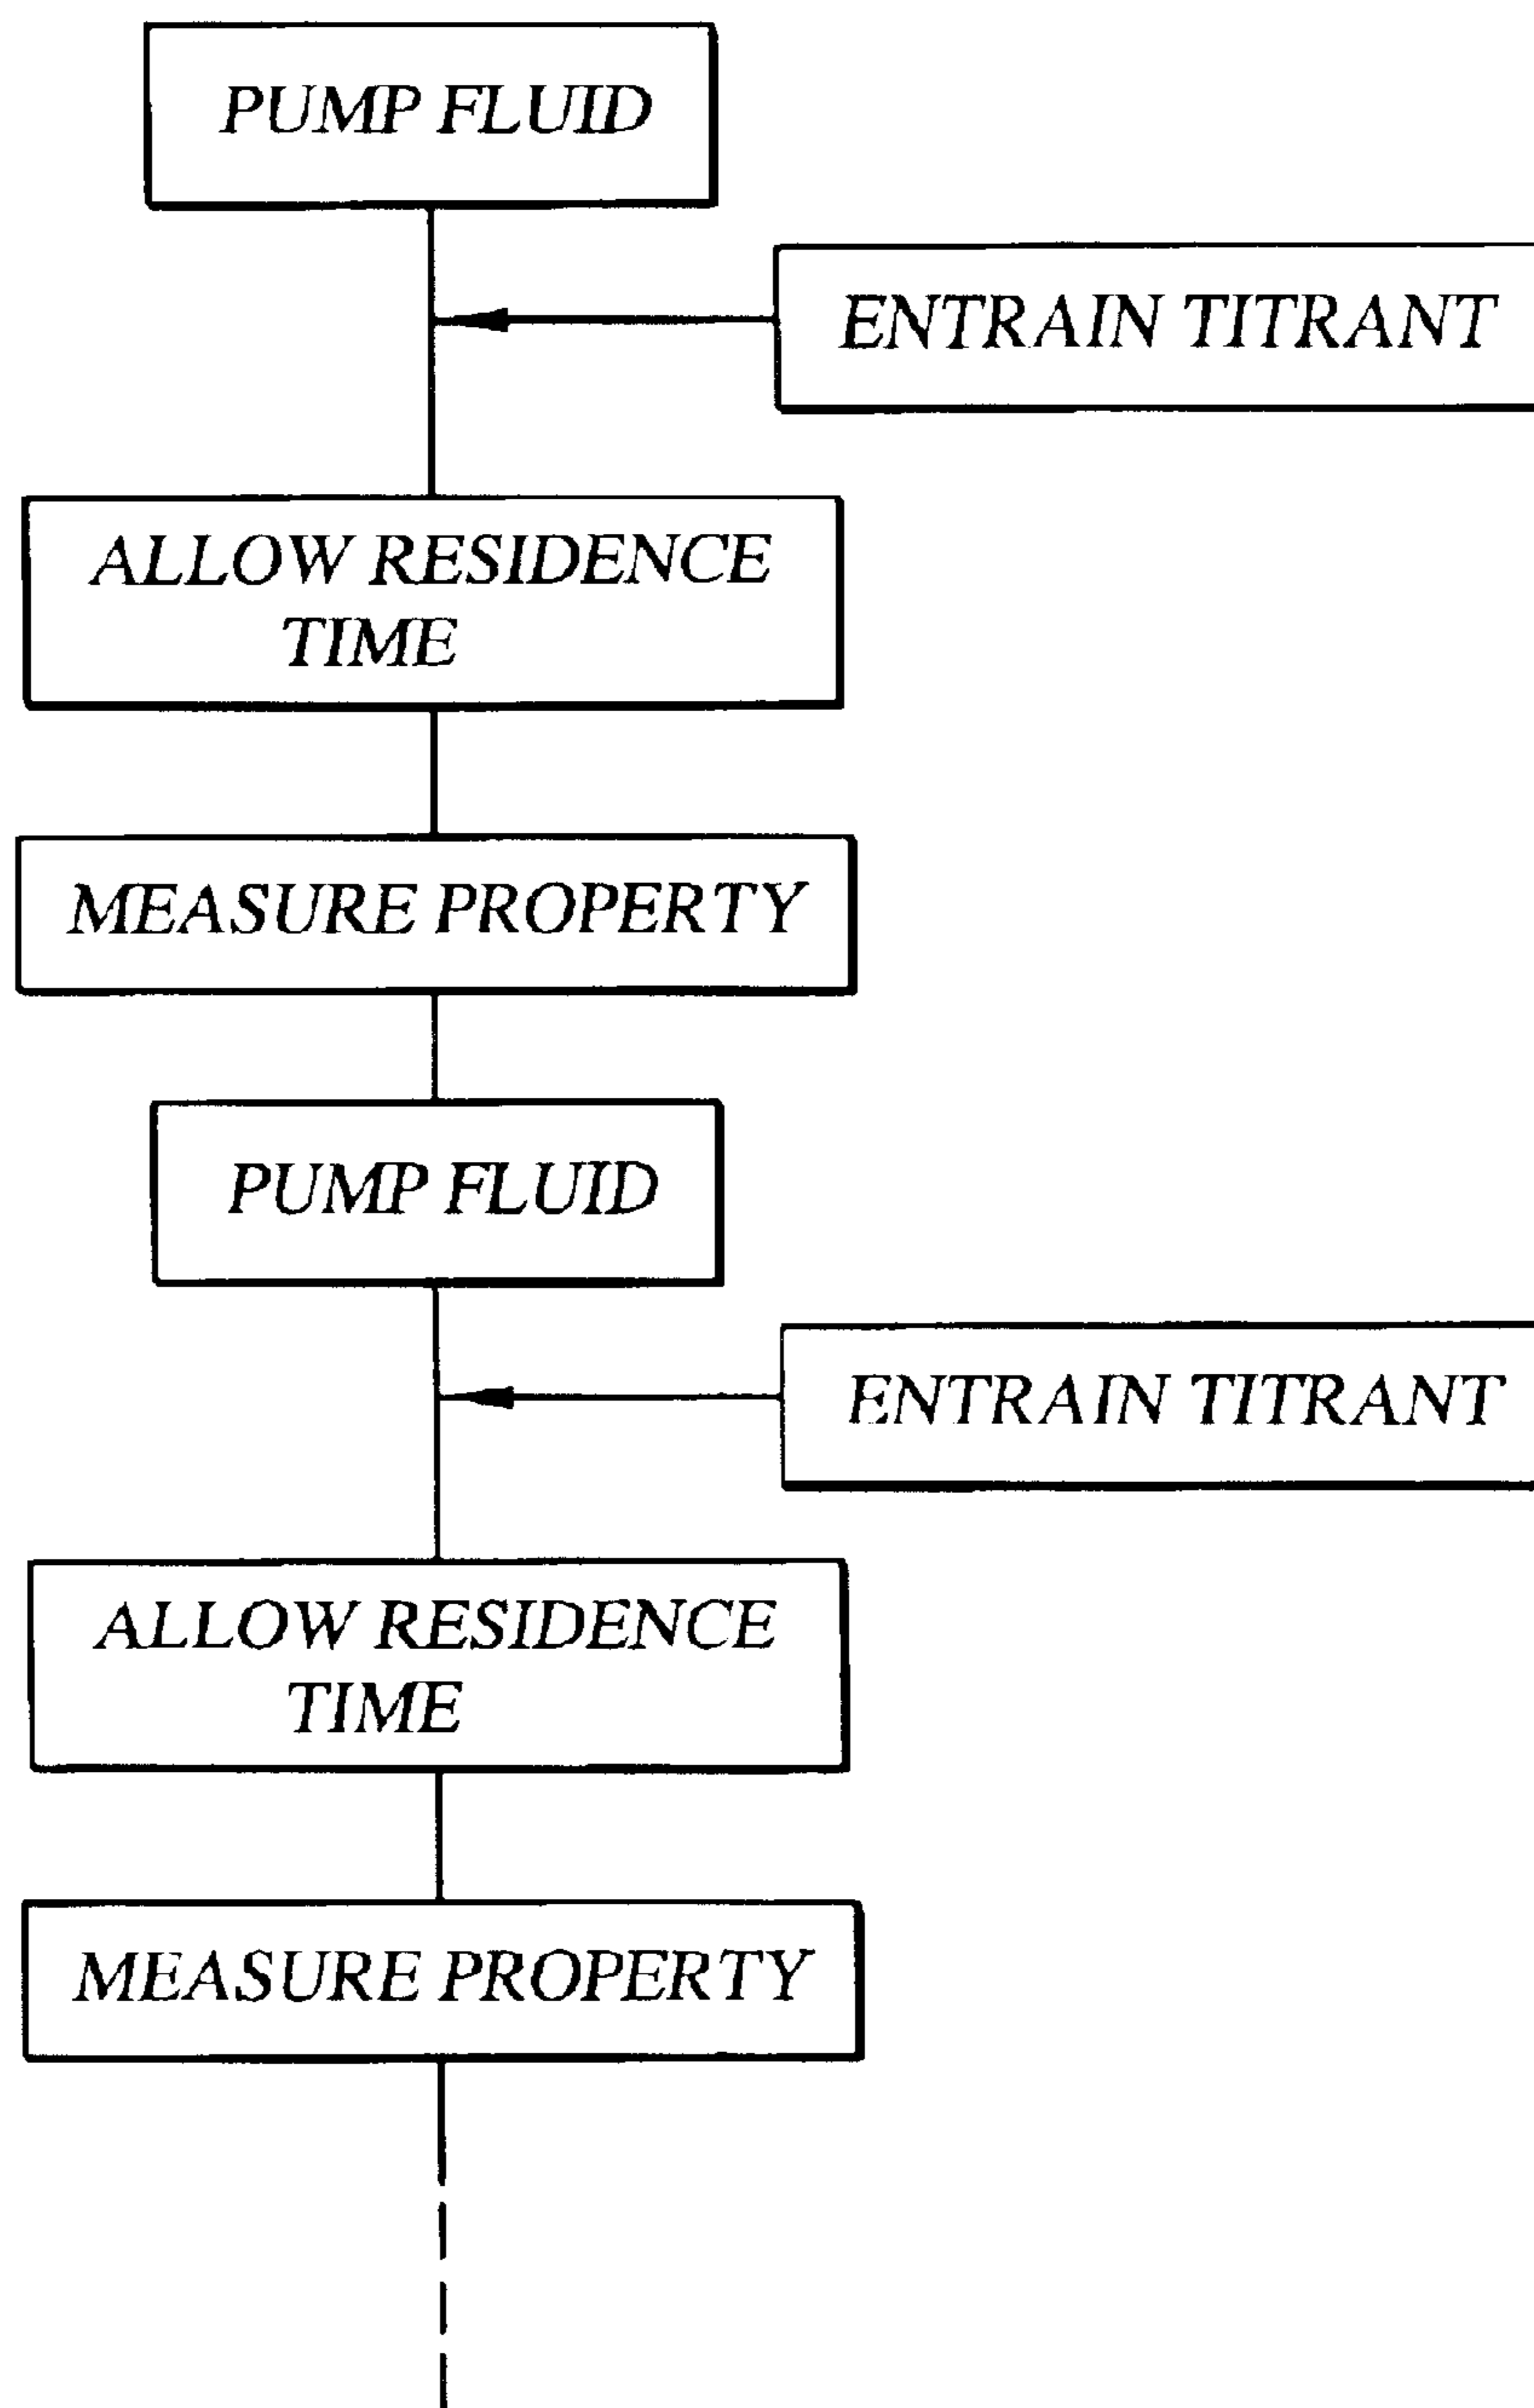 PUMP FLUID
ENTRAIN TITRANT
ALLOW RESIDENCE
TIME
MEASURE PROPERTY
PUMP FLUID
ENTRAIN TITRANT
ALLOW RESIDENCE
TIME
MEASURE PROPERTY